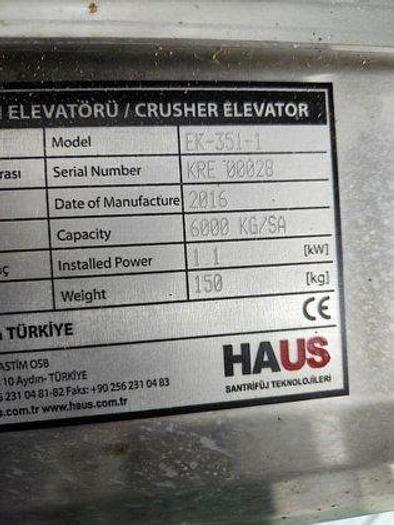 ELEVATÖRÜ / CRUSHER ELEVATOR
Model EK-351-1
rası Serial Number KRE 00028
Date of Manufacture 2016
Capacity 6000 KG/SA
ç Installed Power 1 1 [kW]
Weight 150 [kg]
CE
TÜRKİYE
ASTİM OSB
10 Aydın- TÜRKİYE
231 04 81-82 Faks: +90 256 231 04 83
s.com.tr www.haus.com.tr
HAUS
SANTRİFÜJ TEKNOLOJİLERİ